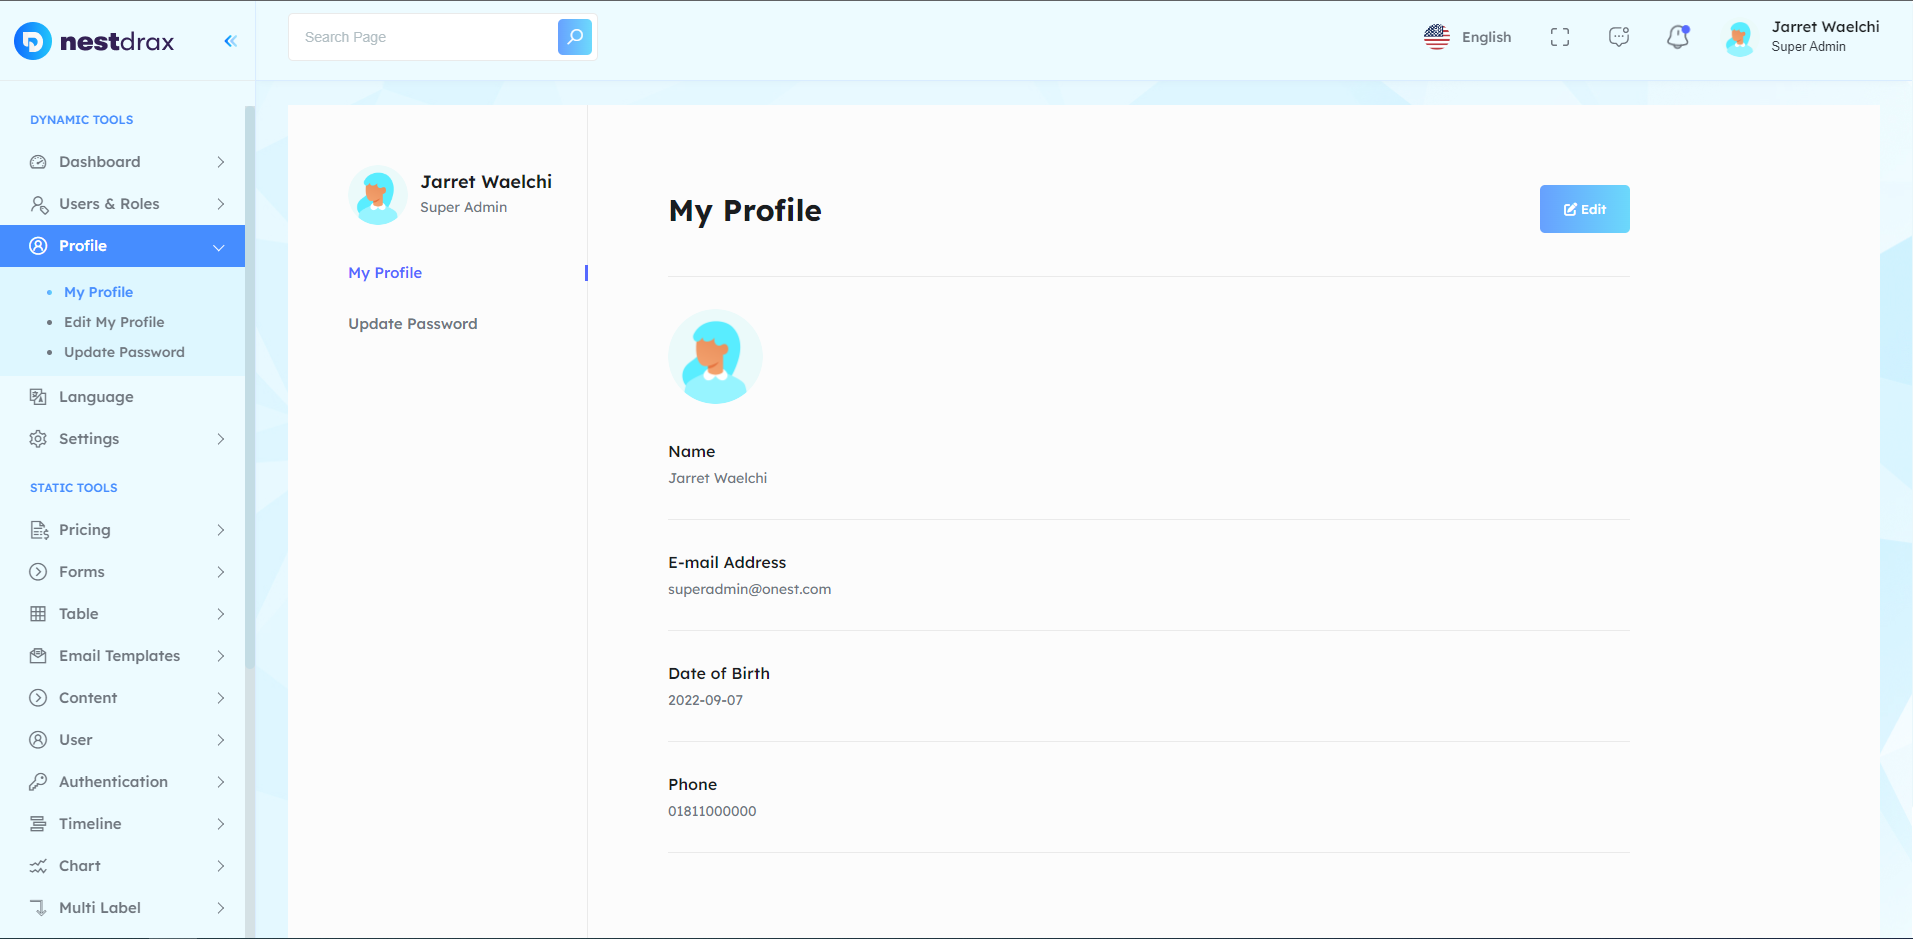 nestdrax
Search Page
English
Jarret Waelchi
Super Admin
DYNAMIC TOOLS
Dashboard
Users & Roles
Profile
My Profile
Edit My Profile
Update Password
Language
Settings
STATIC TOOLS
Pricing
Forms
Table
Email Templates
Content
User
Authentication
Timeline
Chart
Multi Label
Jarret Waelchi
Super Admin
My Profile
Update Password
My Profile
Edit
Name
Jarret Waelchi
E-mail Address
superadmin@onest.com
Date of Birth
2022-09-07
Phone
01811000000